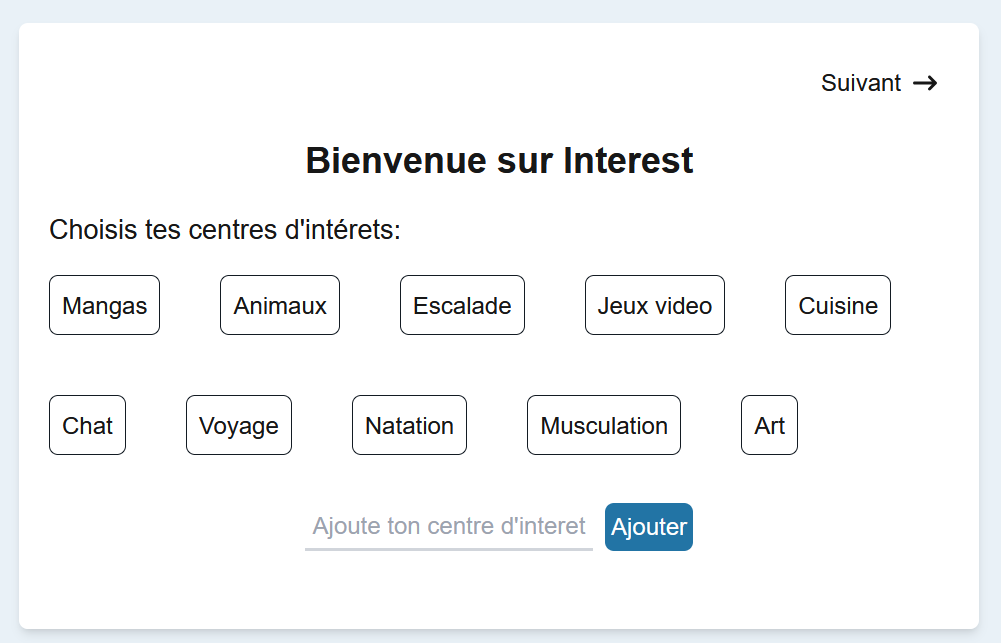 Suivant →
Bienvenue sur Interest
Choisis tes centres d'intérets:
Mangas Animaux Escalade Jeux video Cuisine
Chat Voyage Natation Musculation Art
Ajoute ton centre d'interet Ajouter